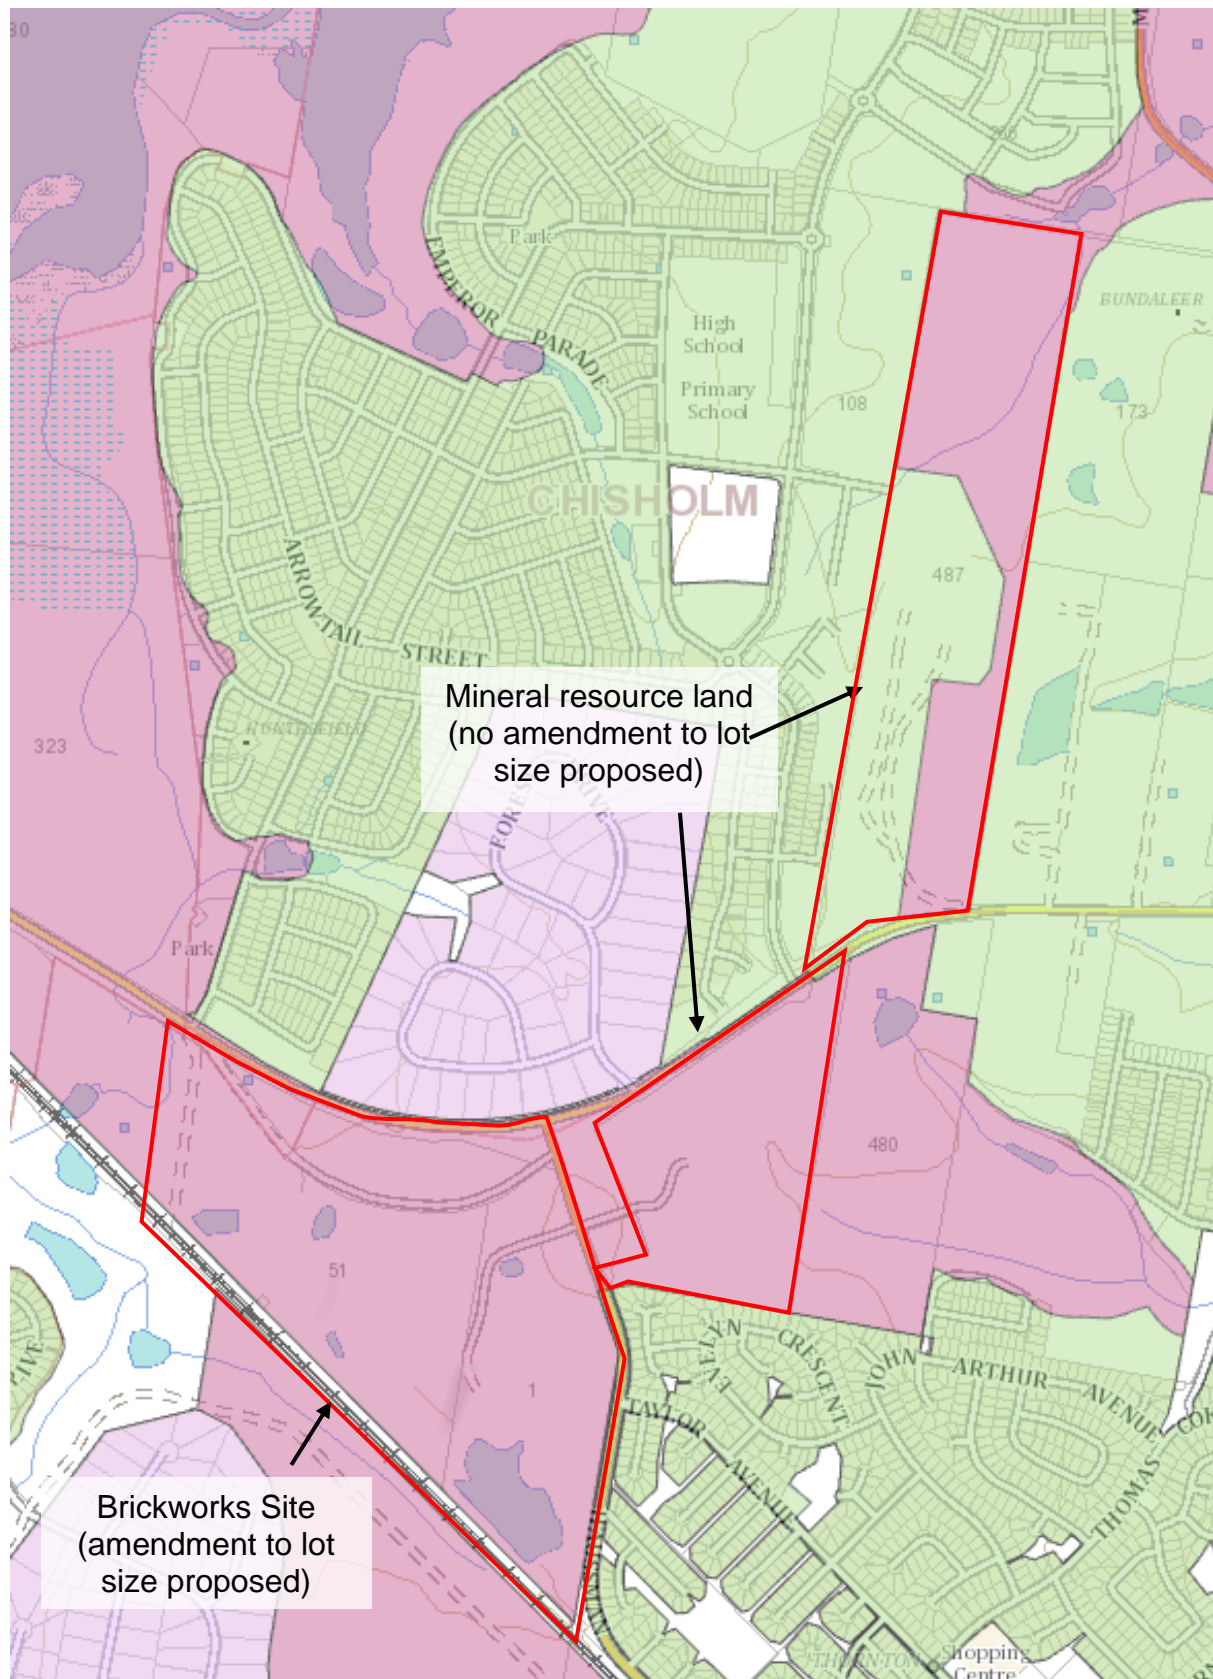 30
Park
EMPEROR PARADE
High
School
Primary
School
108
BUNDALEER
173
CHISHOLM
487
ARROWTAIL STREET
Mineral resource land
(no amendment to lot
size proposed)
323
Park
480
51
1
EVELYN CRESCENT
JOHN ARTHUR AVENUE
TAYLOR AVENUE
THOMAS
Brickworks Site
(amendment to lot
size proposed)
THORNTON
Shopping
Centre